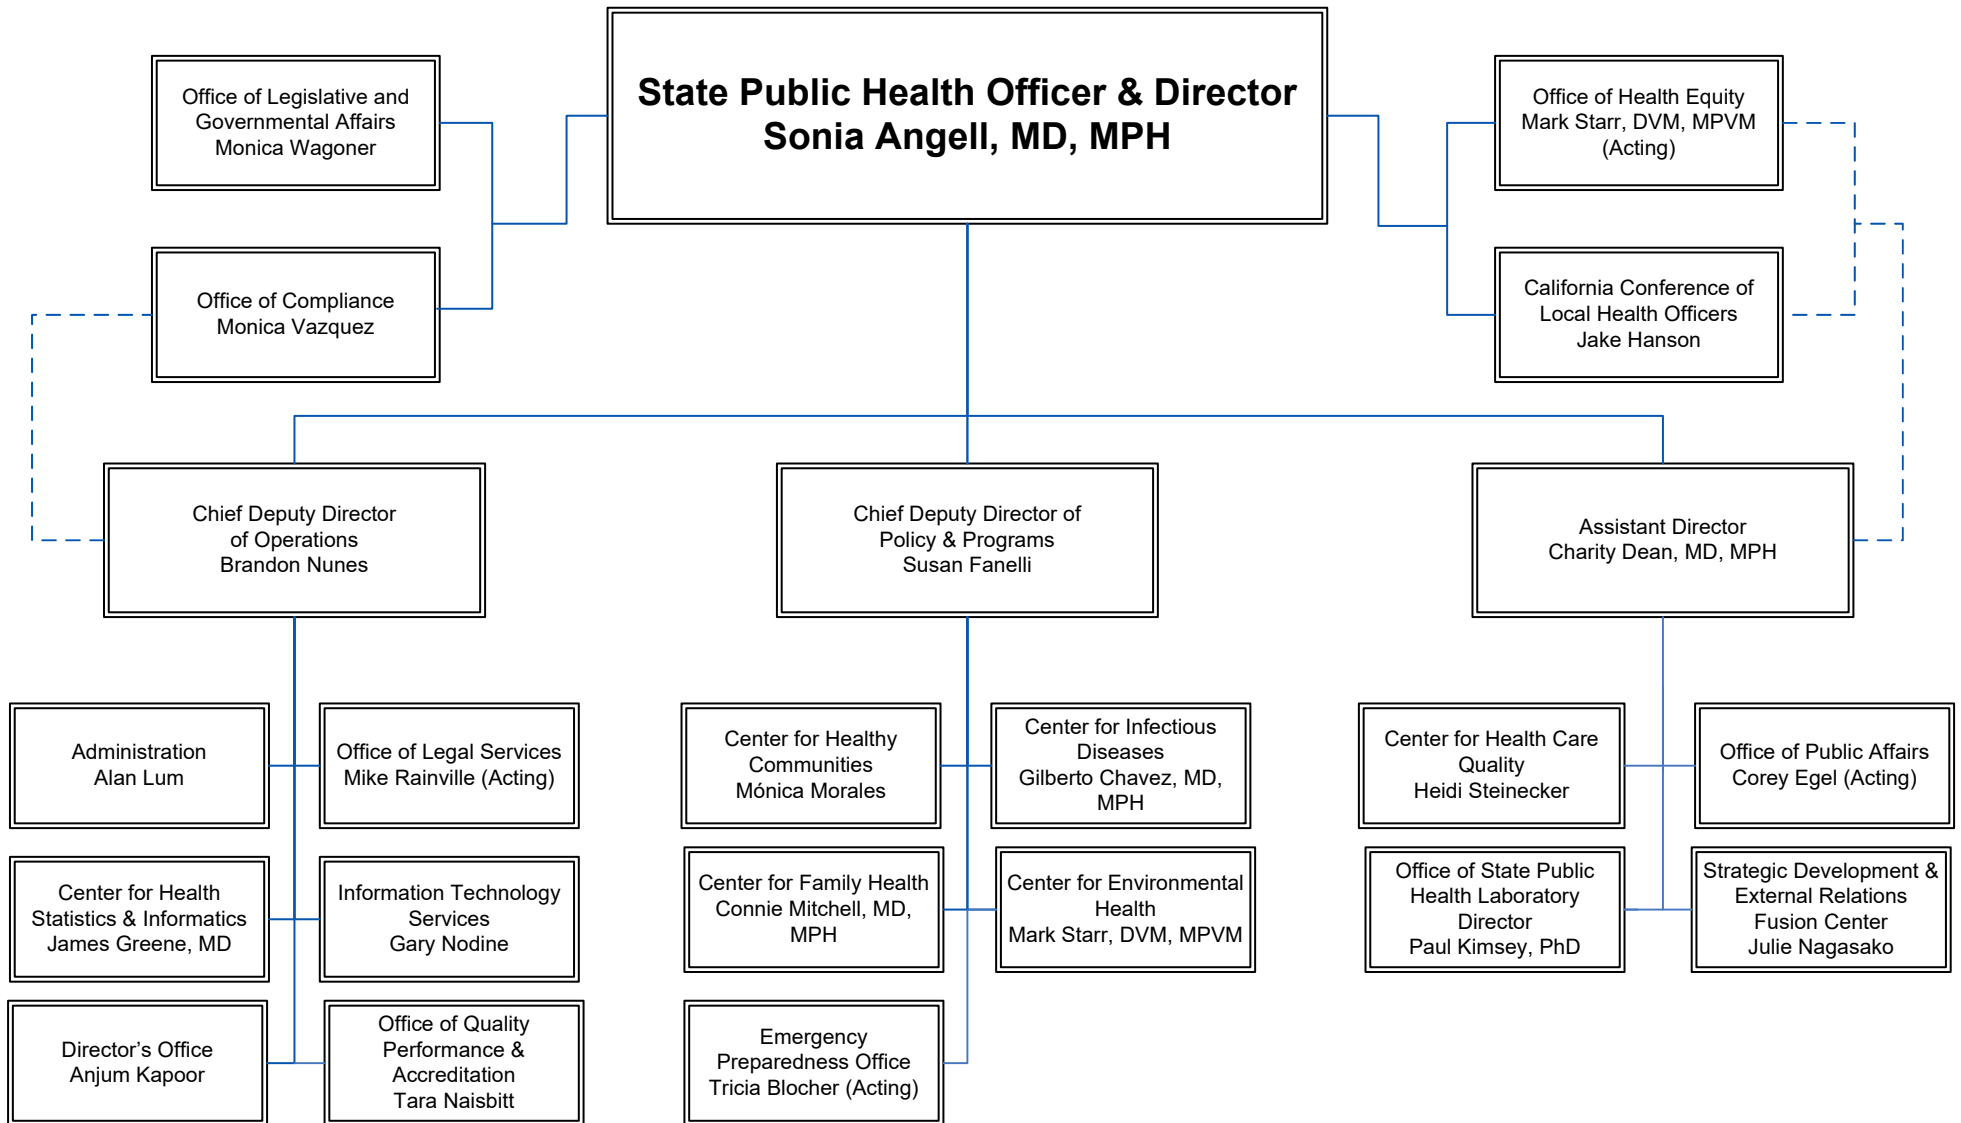 State Public Health Officer & Director
Sonia Angell, MD, MPH
Office of Legislative and
Governmental Affairs
Monica Wagoner
Office of Health Equity
Mark Starr, DVM, MPVM
(Acting)
Office of Compliance
Monica Vazquez
California Conference of
Local Health Officers
Jake Hanson
Chief Deputy Director
of Operations
Brandon Nunes
Chief Deputy Director of
Policy & Programs
Susan Fanelli
Assistant Director
Charity Dean, MD, MPH
Administration
Alan Lum
Office of Legal Services
Mike Rainville (Acting)
Center for Healthy
Communities
Mónica Morales
Center for Infectious
Diseases
Gilberto Chavez, MD,
MPH
Center for Health Care
Quality
Heidi Steinecker
Office of Public Affairs
Corey Egel (Acting)
Center for Health
Statistics & Informatics
James Greene, MD
Information Technology
Services
Gary Nodine
Center for Family Health
Connie Mitchell, MD,
MPH
Center for Environmental
Health
Mark Starr, DVM, MPVM
Office of State Public
Health Laboratory
Director
Paul Kimsey, PhD
Strategic Development &
External Relations
Fusion Center
Julie Nagasako
Director’s Office
Anjum Kapoor
Office of Quality
Performance &
Accreditation
Tara Naisbitt
Emergency
Preparedness Office
Tricia Blocher (Acting)